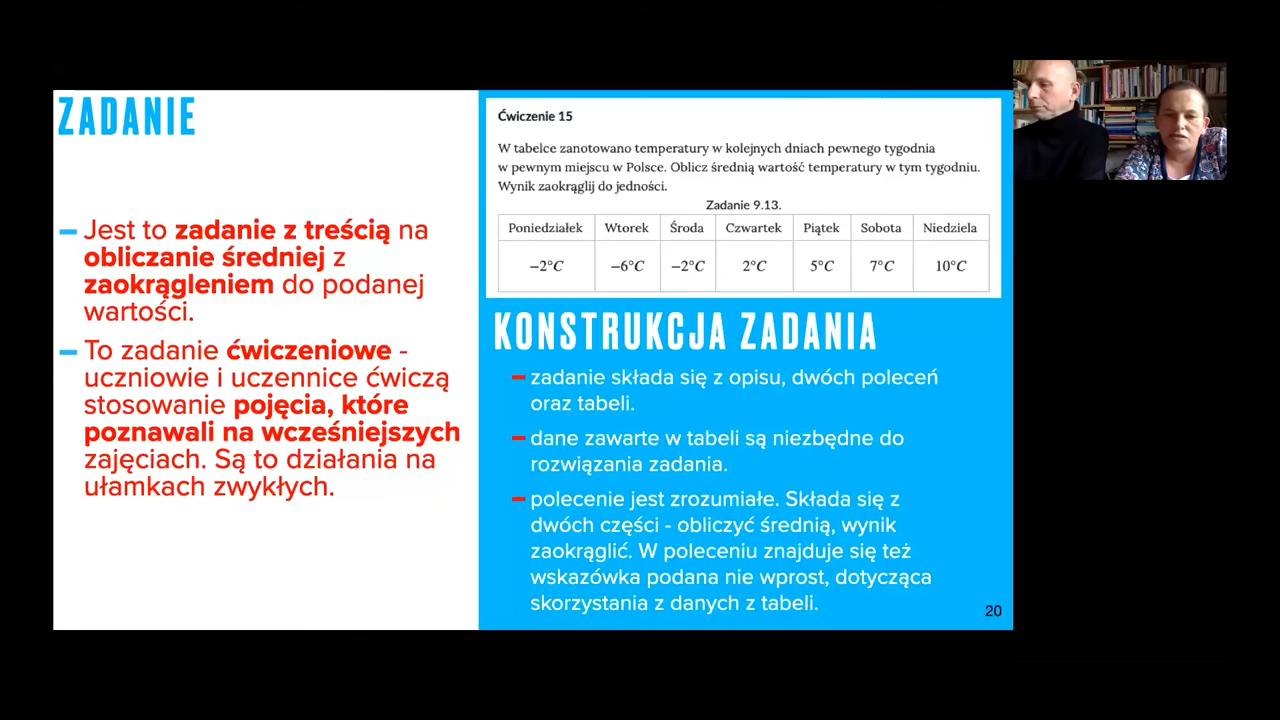 ZADANIE
Jest to zadanie z treścią na
obliczanie średniej z
zaokrągleniem do podanej
wartości.
To zadanie ćwiczeniowe -
uczniowie i uczennice ćwiczą
stosowanie pojęcia, które
poznawali na wcześniejszych
zajęciach. Są to działania na
ułamkach zwykłych.
Ćwiczenie 15
W tabelce zanotowano temperatury w kolejnych dniach pewnego tygodnia
w pewnym miejscu w Polsce. Oblicz średnią wartość temperatury w tym tygodniu.
Wynik zaokrąglij do jedności.
Zadanie 9.13.
Poniedziałek Wtorek Środa Czwartek Piątek Sobota Niedziela
−2°C −6°C −2°C 2°C 5°C 7°C 10°C
KONSTRUKCJA ZADANIA
zadanie składa się z opisu, dwóch poleceń
oraz tabeli.
dane zawarte w tabeli są niezbędne do
rozwiązania zadania.
polecenie jest zrozumiałe. Składa się z
dwóch części - obliczyć średnią, wynik
zaokrąglić. W poleceniu znajduje się też
wskazówka podana nie wprost, dotycząca
skorzystania z danych z tabeli.
20